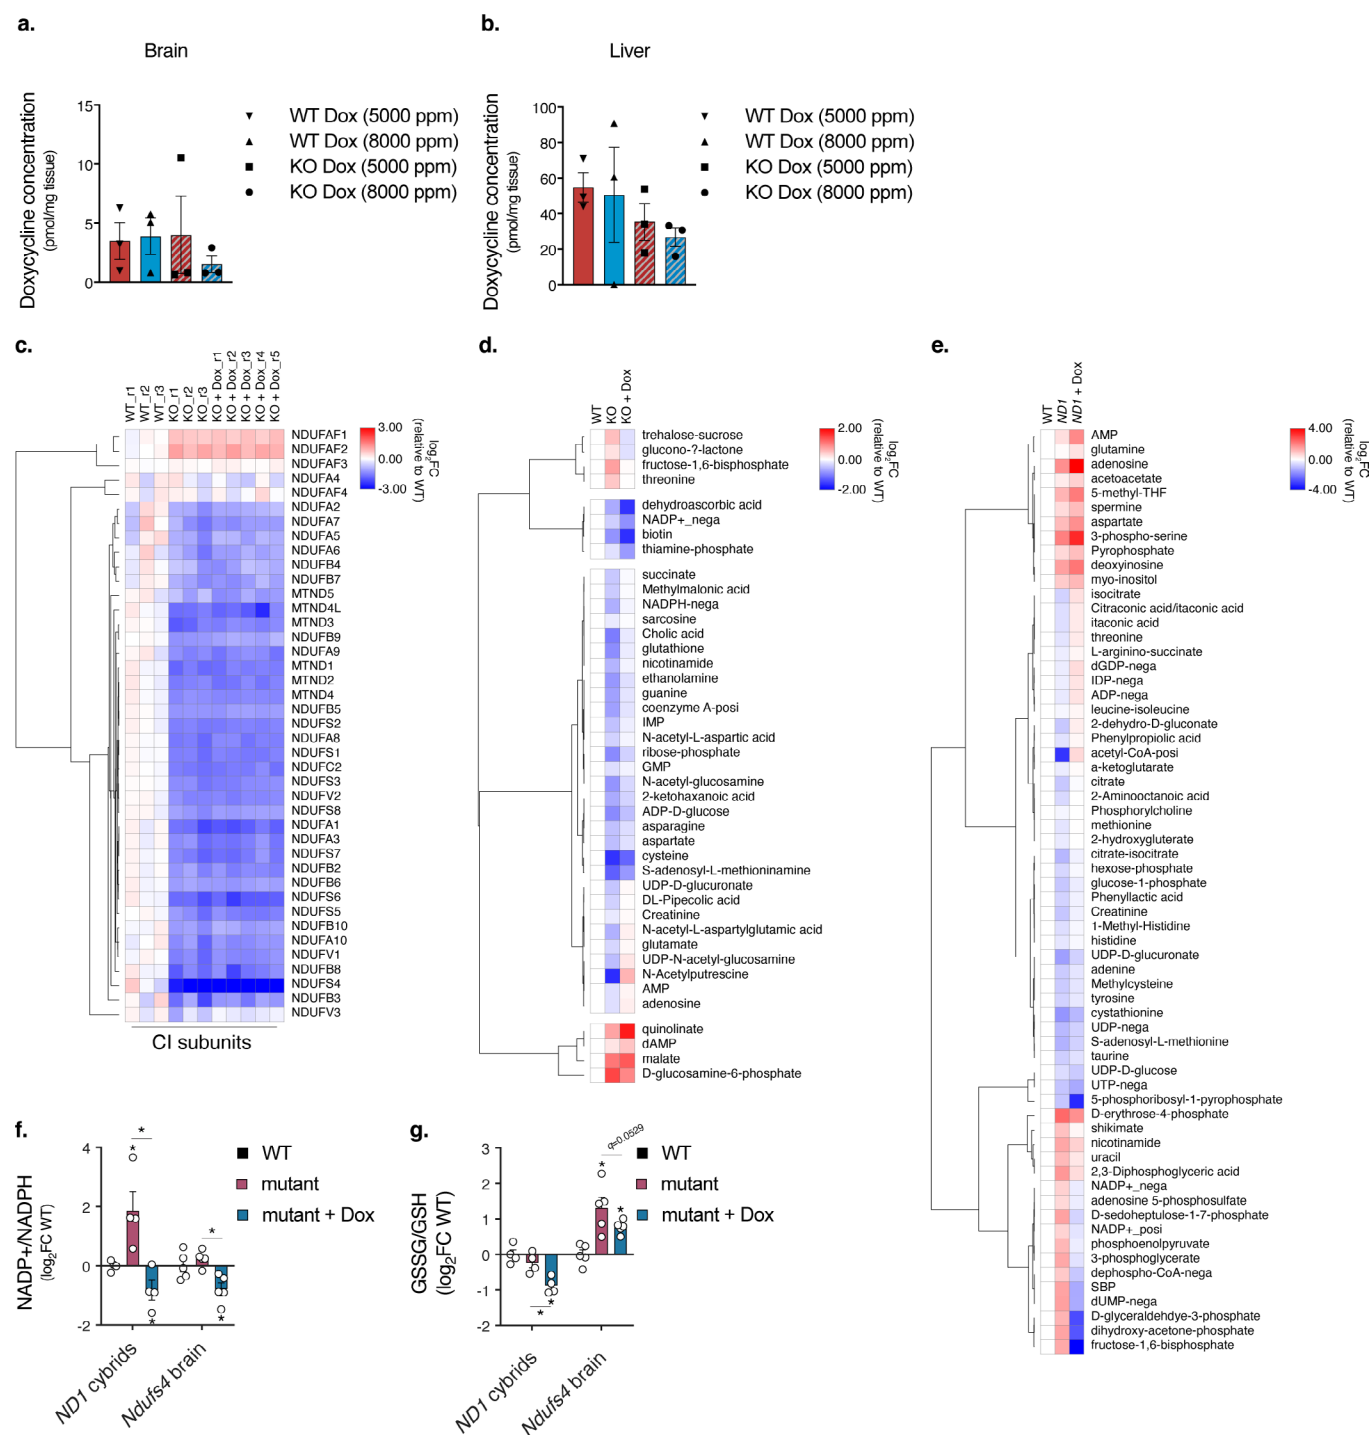 a.
Brain
Doxycycline concentration
(pmol/mg tissue)
15
10
5
0
WT Dox (5000 ppm)
WT Dox (8000 ppm)
KO Dox (5000 ppm)
KO Dox (8000 ppm)
b.
Liver
Doxycycline concentration
(pmol/mg tissue)
100
80
60
40
20
0
WT Dox (5000 ppm)
WT Dox (8000 ppm)
KO Dox (5000 ppm)
KO Dox (8000 ppm)
c.
WT_r1
WT_r2
WT_r3
KO_r1
KO_r2
KO_r3
KO + Dox_r1
KO + Dox_r2
KO + Dox_r3
KO + Dox_r4
KO + Dox_r5
3.00
0.00
-3.00
log2FC
(relative to WT)
NDUFAF1
NDUFAF2
NDUFAF3
NDUFA4
NDUFAF4
NDUFA2
NDUFA7
NDUFA5
NDUFA6
NDUFB4
NDUFB7
MTND5
MTND4L
MTND3
NDUFB9
NDUFA9
MTND1
MTND2
MTND4
NDUFB5
NDUFS2
NDUFA8
NDUFS1
NDUFC2
NDUFS3
NDUFV2
NDUFS8
NDUFA1
NDUFA3
NDUFS7
NDUFB2
NDUFB6
NDUFS6
NDUFS5
NDUFB10
NDUFA10
NDUFV1
NDUFB8
NDUFS4
NDUFB3
NDUFV3
CI subunits
d.
WT
KO
KO + Dox
2.00
0.00
-2.00
log2FC
(relative to WT)
trehalose-sucrose
glucono-?-lactone
fructose-1,6-bisphosphate
threonine
dehydroascorbic acid
NADP+_nega
biotin
thiamine-phosphate
succinate
Methylmalonic acid
NADPH-nega
sarcosine
Cholic acid
glutathione
nicotinamide
ethanolamine
guanine
coenzyme A-posi
IMP
N-acetyl-L-aspartic acid
ribose-phosphate
GMP
N-acetyl-glucosamine
2-ketohaxanoic acid
ADP-D-glucose
asparagine
aspartate
cysteine
S-adenosyl-L-methioninamine
UDP-D-glucuronate
DL-Pipecolic acid
Creatinine
N-acetyl-L-aspartylglutamic acid
glutamate
UDP-N-acetyl-glucosamine
N-Acetylputrescine
AMP
adenosine
quinolinate
dAMP
malate
D-glucosamine-6-phosphate
e.
WT
ND1
ND1 + Dox
4.00
0.00
-4.00
log2FC
(relative to WT)
AMP
glutamine
adenosine
acetoacetate
5-methyl-THF
spermine
aspartate
3-phospho-serine
Pyrophosphate
deoxyinosine
myo-inositol
isocitrate
Citraconic acid/itaconic acid
itaconic acid
threonine
L-arginino-succinate
dGDP-nega
IDP-nega
ADP-nega
leucine-isoleucine
2-dehydro-D-gluconate
Phenylpropiolic acid
acetyl-CoA-posi
a-ketoglutarate
citrate
2-Aminooctanoic acid
Phosphorylcholine
methionine
2-hydroxygluterate
citrate-isocitrate
hexose-phosphate
glucose-1-phosphate
Phenyllactic acid
Creatinine
1-Methyl-Histidine
histidine
UDP-D-glucuronate
adenine
Methylcysteine
tyrosine
cystathionine
UDP-nega
S-adenosyl-L-methionine
taurine
UDP-D-glucose
UTP-nega
5-phosphoribosyl-1-pyrophosphate
D-erythrose-4-phosphate
shikimate
nicotinamide
uracil
2,3-Diphosphoglyceric acid
NADP+_nega
adenosine 5-phosphosulfate
D-sedoheptulose-1-7-phosphate
NADP+_posi
phosphoenolpyruvate
3-phosphoglycerate
dephospho-CoA-nega
SBP
dUMP-nega
D-glyceraldehdye-3-phosphate
dihydroxy-acetone-phosphate
fructose-1,6-bisphosphate
f.
NADP+/NADPH
(log2FC WT)
4
2
0
-2
*
*
*
*
*
WT
mutant
mutant + Dox
ND1 cybrids
Ndufs4 brain
g.
GSSG/GSH
(log2FC WT)
3
2
1
0
-1
-2
q=0.0529
*
*
*
*
WT
mutant
mutant + Dox
ND1 cybrids
Ndufs4 brain